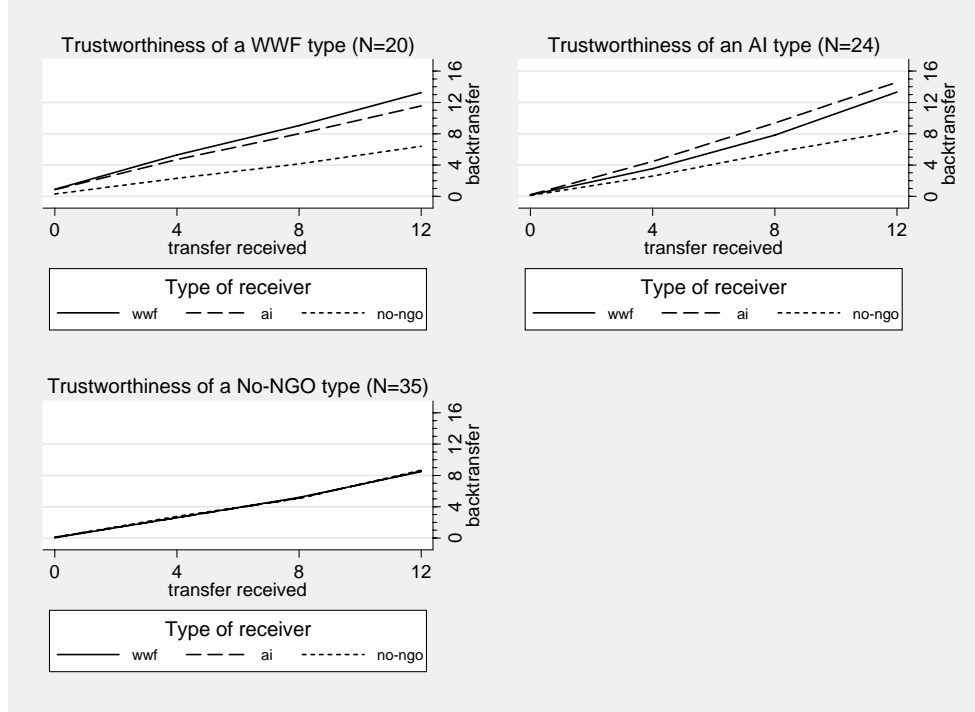 Trustworthiness of a WWF type (N=20)
0 4 8 12 16
backtransfer
0 4 8 12
transfer received
Type of receiver
wwf ai no-ngo
Trustworthiness of an AI type (N=24)
0 4 8 12 16
backtransfer
0 4 8 12
transfer received
Type of receiver
wwf ai no-ngo
Trustworthiness of a No-NGO type (N=35)
0 4 8 12 16
backtransfer
0 4 8 12
transfer received
Type of receiver
wwf ai no-ngo